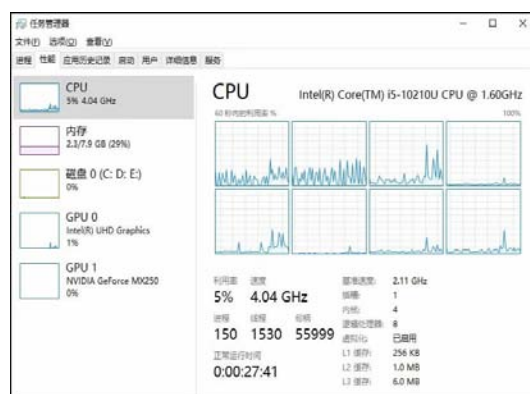 任务管理器
文件(F) 选项(O) 查看(V)
进程 性能 应用历史记录 启动 用户 详细信息 服务
CPU
5% 4.04 GHz
内存
2.3/7.9 GB (29%)
磁盘 0 (C: D: E:)
0%
GPU 0
Intel(R) UHD Graphics
1%
GPU 1
NVIDIA GeForce MX250
0%
CPU Intel(R) Core(TM) i5-10210U CPU @ 1.60GHz
60 秒内的利用率 % 100%
利用率 速度
5% 4.04 GHz
进程 线程 句柄
150 1530 55999
正常运行时间
0:00:27:41
基准速度: 2.11 GHz
插槽: 1
内核: 4
逻辑处理器: 8
虚拟化: 已启用
L1 缓存: 256 KB
L2 缓存: 1.0 MB
L3 缓存: 6.0 MB